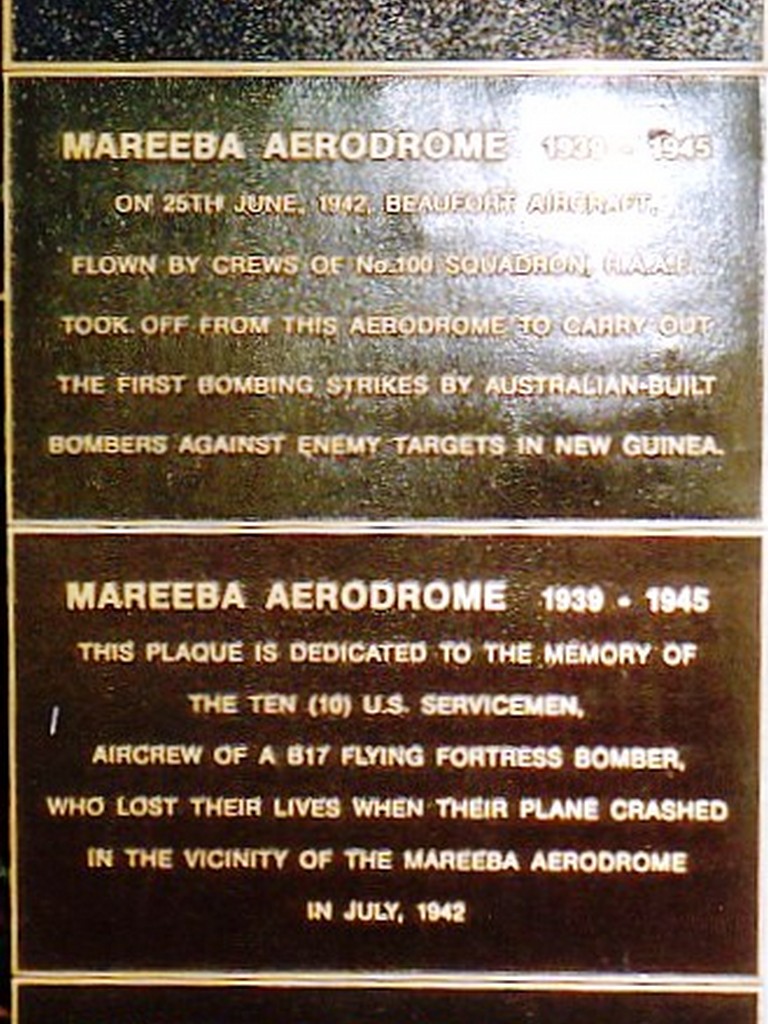 MAREEBA AERODROME 1939 - 1945
ON 25TH JUNE, 1942, BEAUFORT AIRCRAFT,
FLOWN BY CREWS OF No.100 SQUADRON, R.A.A.F.
TOOK OFF FROM THIS AERODROME TO CARRY OUT
THE FIRST BOMBING STRIKES BY AUSTRALIAN-BUILT
BOMBERS AGAINST ENEMY TARGETS IN NEW GUINEA.
MAREEBA AERODROME 1939 - 1945
THIS PLAQUE IS DEDICATED TO THE MEMORY OF
THE TEN (10) U.S. SERVICEMEN,
AIRCREW OF A B17 FLYING FORTRESS BOMBER,
WHO LOST THEIR LIVES WHEN THEIR PLANE CRASHED
IN THE VICINITY OF THE MAREEBA AERODROME
IN JULY, 1942